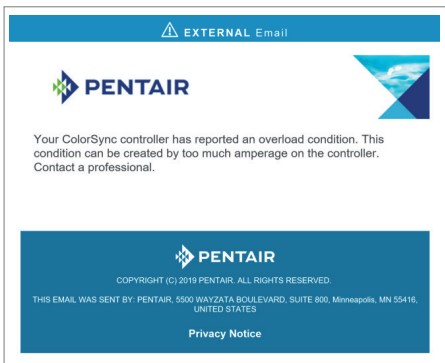 EXTERNAL Email
PENTAIR
Your ColorSync controller has reported an overload condition. This
condition can be created by too much amperage on the controller.
Contact a professional.
PENTAIR
COPYRIGHT (C) 2019 PENTAIR. ALL RIGHTS RESERVED.
THIS EMAIL WAS SENT BY: PENTAIR, 5500 WAYZATA BOULEVARD, SUITE 800, Minneapolis, MN 55416,
UNITED STATES
Privacy Notice